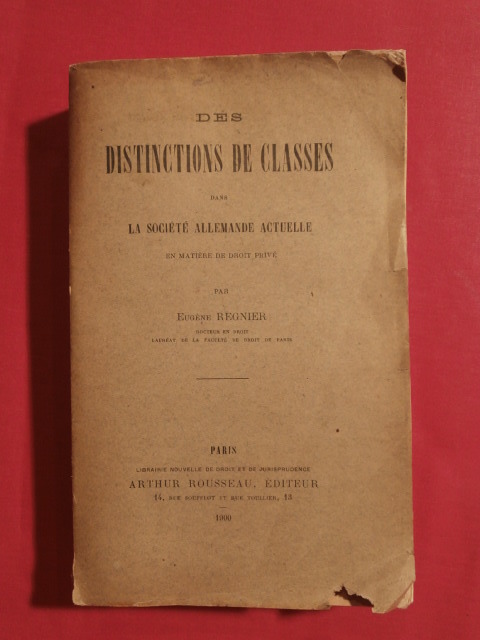 DES
DISTINCTIONS DE CLASSES
DANS
LA SOCIÉTÉ ALLEMANDE ACTUELLE
EN MATIÈRE DE DROIT PRIVÉ
PAR
EUGÈNE REGNIER
DOCTEUR EN DROIT
LAURÉAT DE LA FACULTÉ DE DROIT DE PARIS
PARIS
LIBRAIRIE NOUVELLE DE DROIT ET DE JURISPRUDENCE
ARTHUR ROUSSEAU, ÉDITEUR
14, RUE SOUFFLOT ET RUE TOULLIER, 13
1900